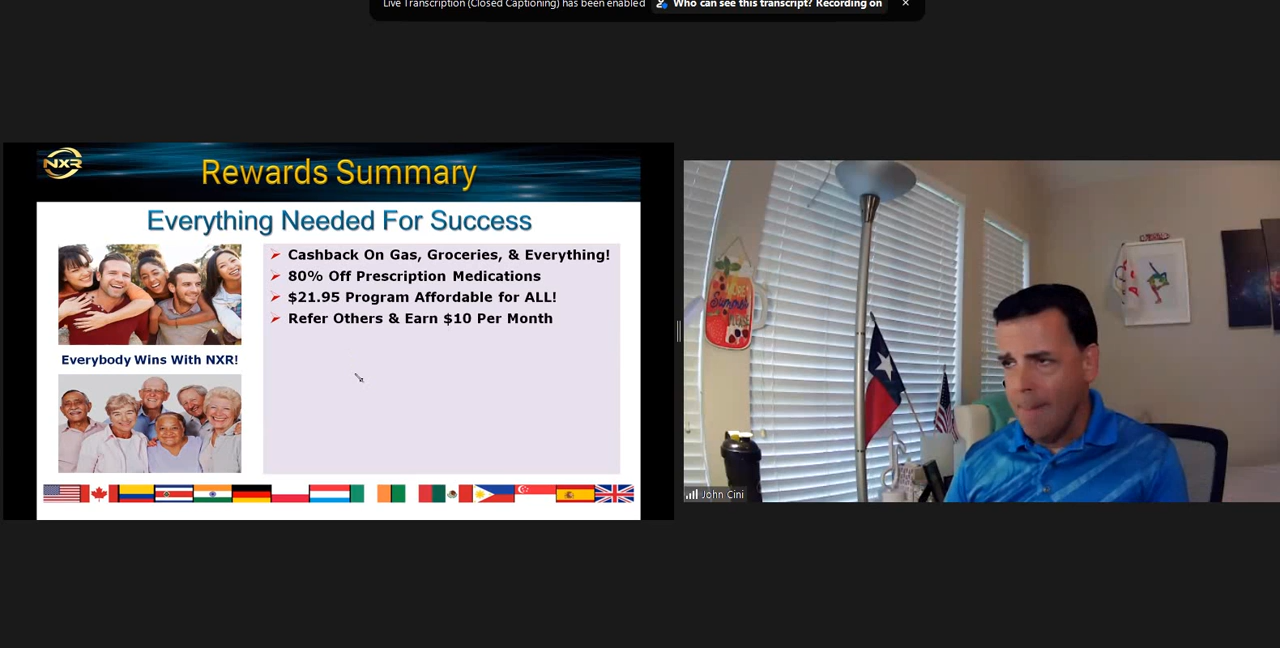 Live Transcription (Closed Captioning) has been enabled
Who can see this transcript? Recording on
NXR
Rewards Summary
Everything Needed For Success
Cashback On Gas, Groceries, & Everything!
80% Off Prescription Medications
$21.95 Program Affordable for ALL!
Refer Others & Earn $10 Per Month
Everybody Wins With NXR!
Summer
John Cini